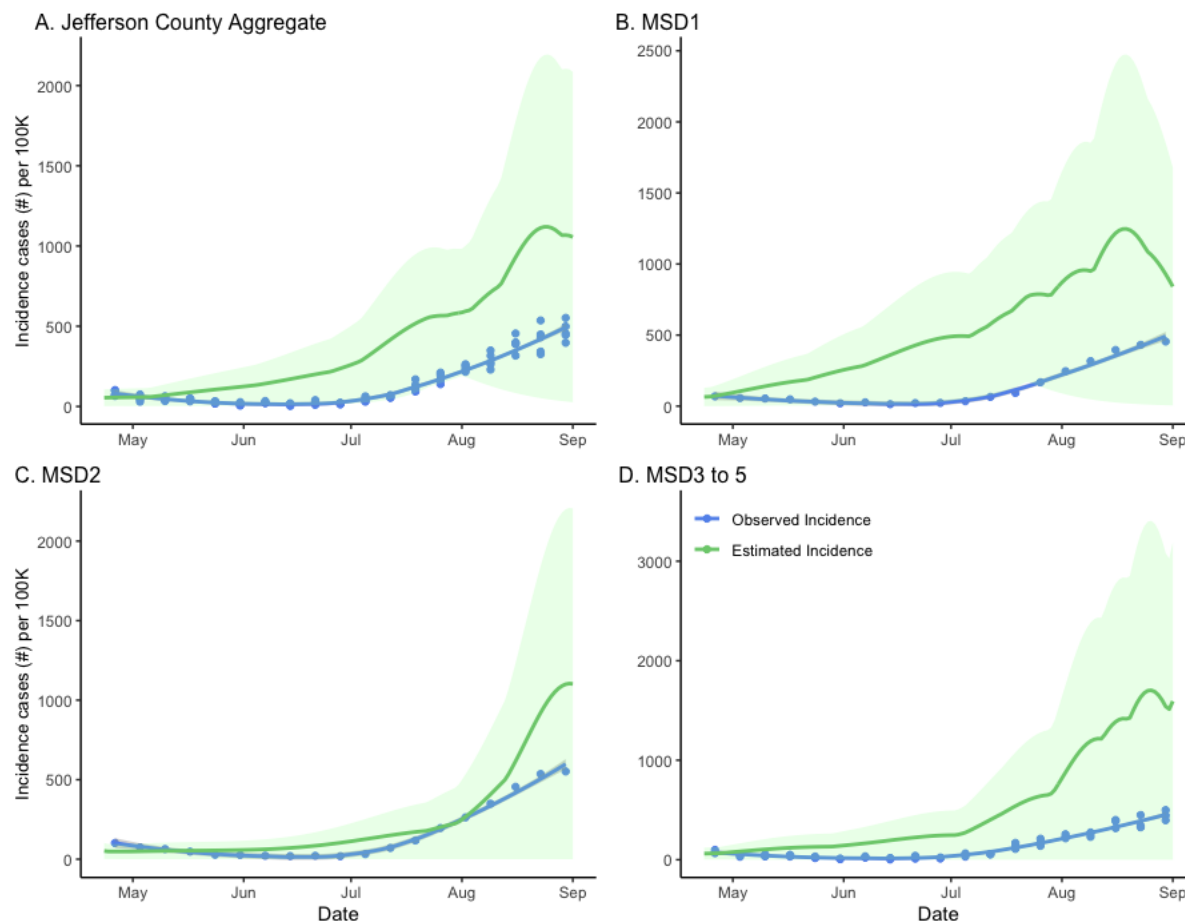 A. Jefferson County Aggregate
Incidence cases (#) per 100K
2000
1500
1000
500
0
May Jun Jul Aug Sep
B. MSD1
2500
2000
1500
1000
500
0
May Jun Jul Aug Sep
C. MSD2
Incidence cases (#) per 100K
2000
1500
1000
500
0
May Jun Jul Aug Sep
Date
D. MSD3 to 5
Observed Incidence
Estimated Incidence
3000
2000
1000
0
May Jun Jul Aug Sep
Date